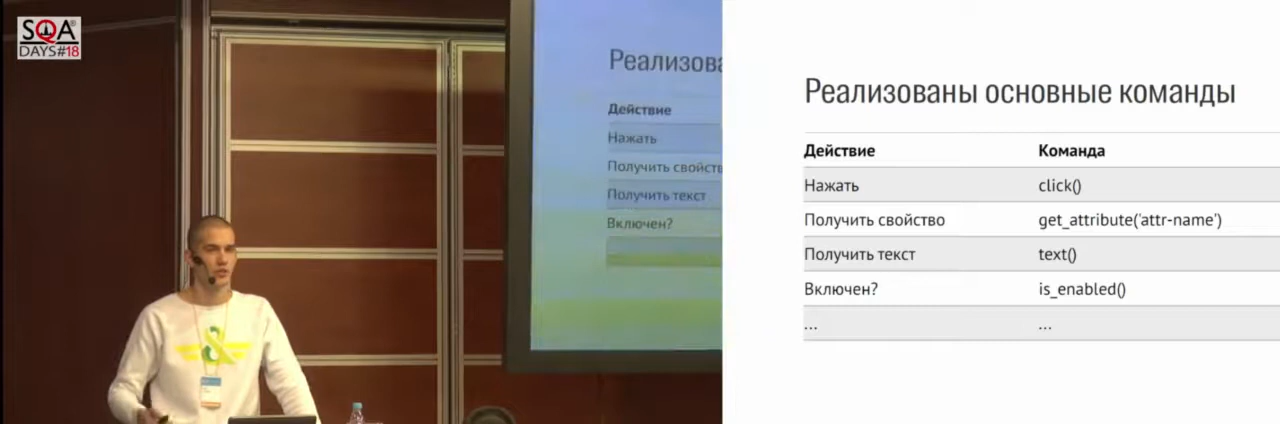 SQA®
DAYS#18
Реализова
Действие
Нажать
Получить свойств
Получить текст
Включен?
Реализованы основные команды
Действие Команда
Нажать click()
Получить свойство get_attribute('attr-name')
Получить текст text()
Включен? is_enabled()
... ...